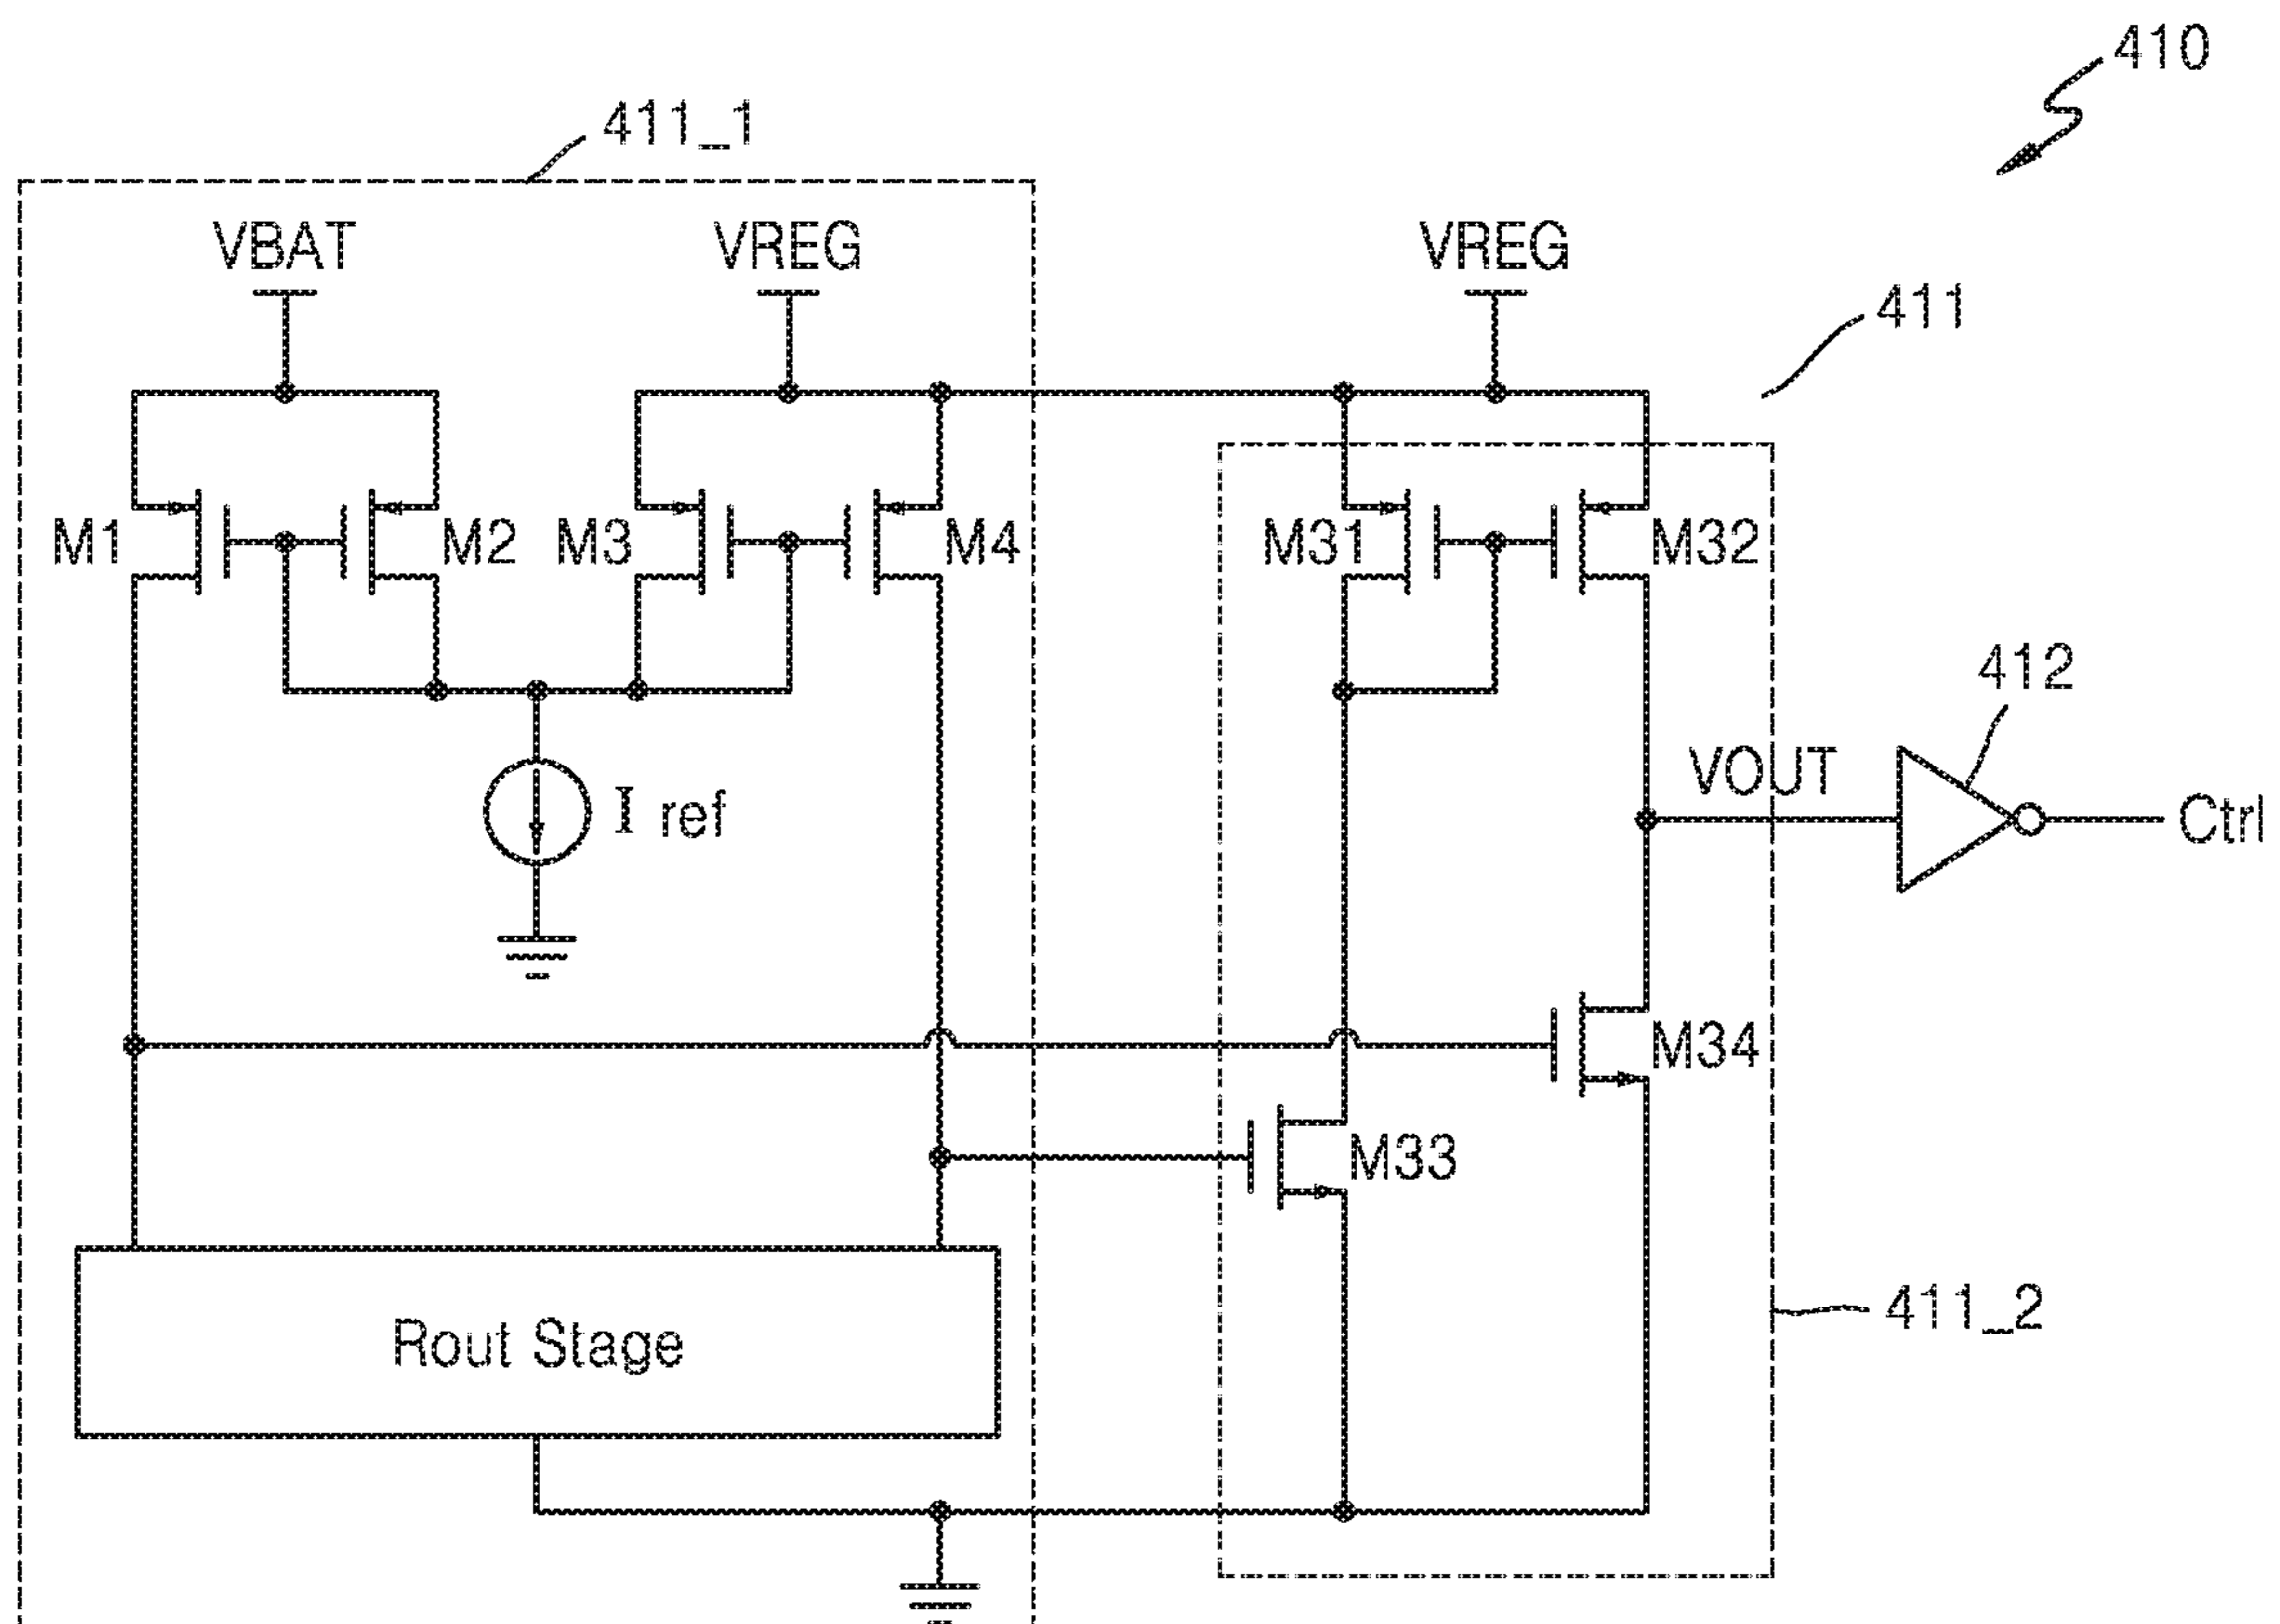 410
411_1
VBAT
VREG
VREG
411
M1
M2
M3
M4
M31
M32
412
I ref
VOUT
Ctrl
M34
M33
411_2
Rout Stage